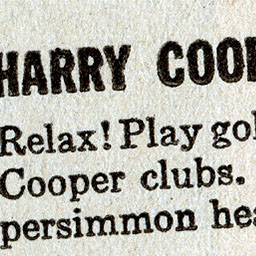 HARRY COO
Relax! Play gol
Cooper clubs.
persimmon hea